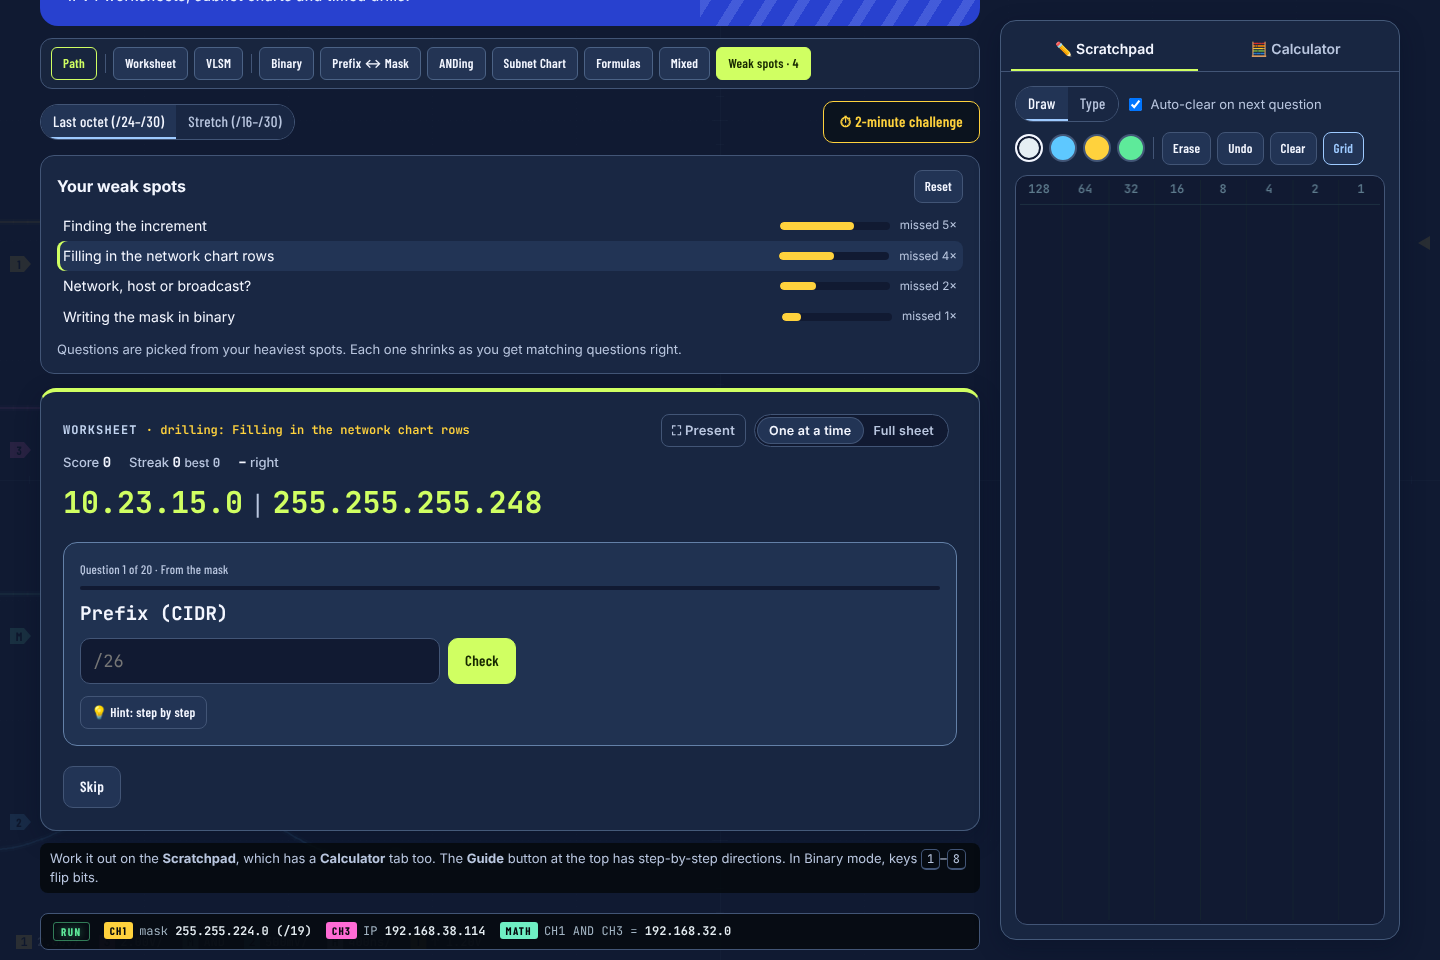 Path
Worksheet
VLSM
Binary
Prefix ↔ Mask
ANDing
Subnet Chart
Formulas
Mixed
Weak spots · 4
Last octet (/24–/30)
Stretch (/16–/30)
⏱ 2-minute challenge
Your weak spots
Reset
Finding the increment
missed 5×
Filling in the network chart rows
missed 4×
Network, host or broadcast?
missed 2×
Writing the mask in binary
missed 1×
Questions are picked from your heaviest spots. Each one shrinks as you get matching questions right.
WORKSHEET · drilling: Filling in the network chart rows
⛶ Present
One at a time
Full sheet
Score 0 Streak 0 best 0 – right
10.23.15.0 | 255.255.255.248
Question 1 of 20 · From the mask
Prefix (CIDR)
/26
Check
💡 Hint: step by step
Skip
Work it out on the Scratchpad, which has a Calculator tab too. The Guide button at the top has step-by-step directions. In Binary mode, keys 1–8
flip bits.
RUN CH1 mask 255.255.224.0 (/19) CH3 IP 192.168.38.114 MATH CH1 AND CH3 = 192.168.32.0
✏️ Scratchpad
🧮 Calculator
Draw
Type
Auto-clear on next question
Erase
Undo
Clear
Grid
128 64 32 16 8 4 2 1